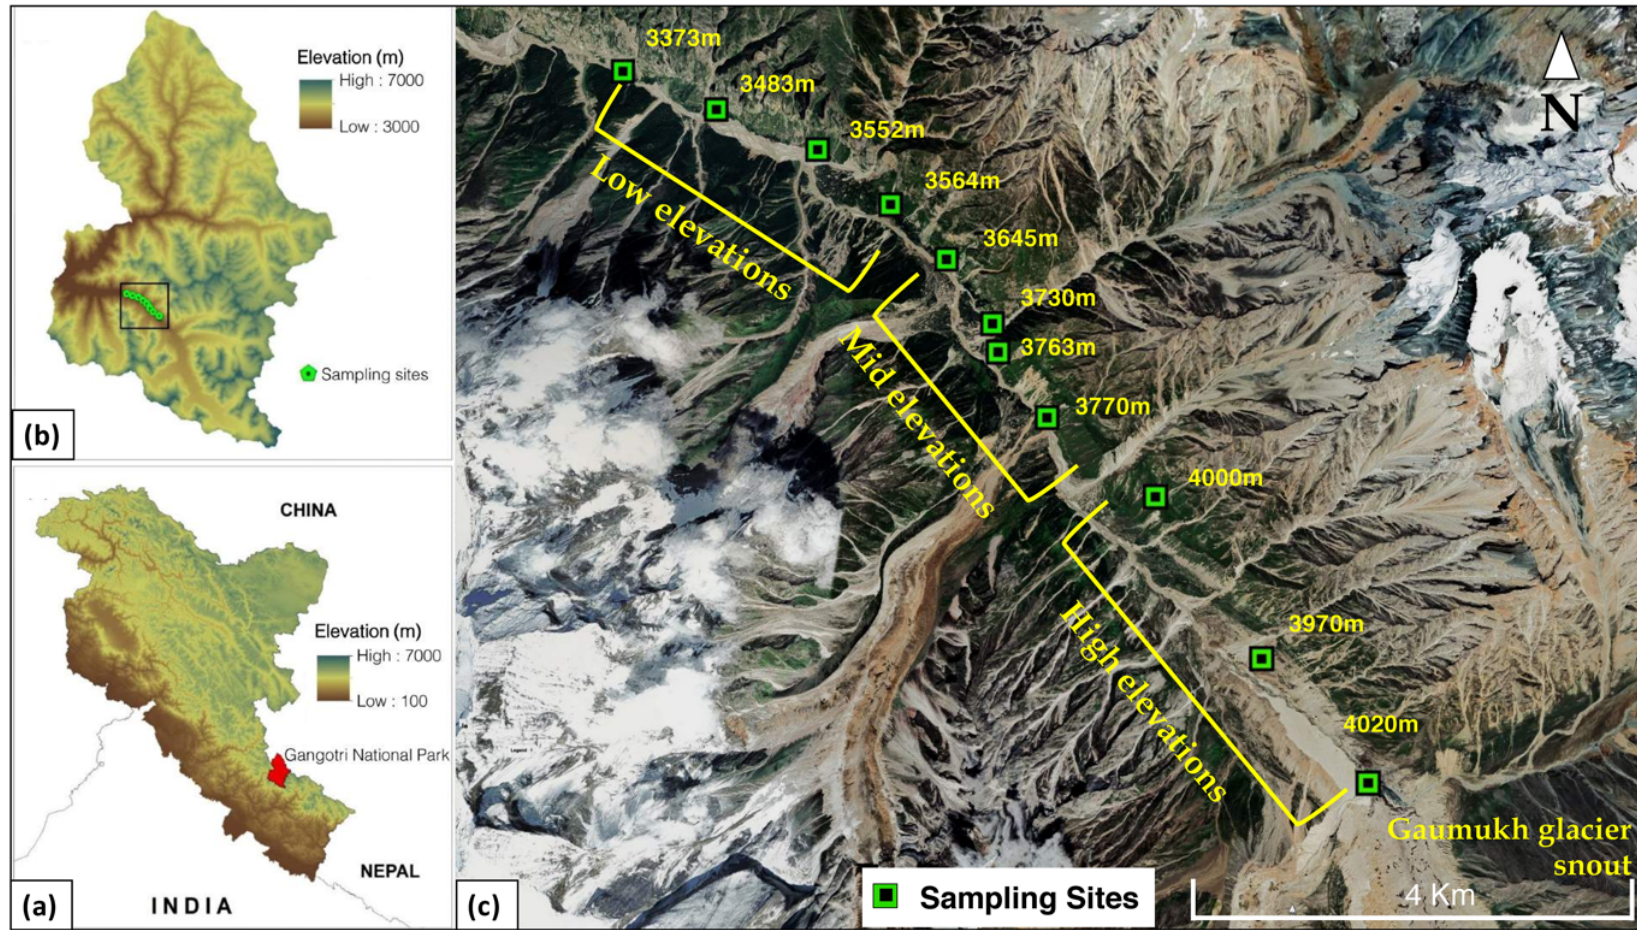 Elevation (m)
High : 7000
Low : 3000
Sampling sites
(b)
CHINA
Elevation (m)
High : 7000
Low : 100
Gangotri National Park
NEPAL
INDIA
(a)
3373m
3483m
3552m
3564m
3645m
3730m
3763m
3770m
4000m
3970m
4020m
Low elevations
Mid elevations
High elevations
N
Gaumukh glacier
snout
4 Km
Sampling Sites
(c)
Legend